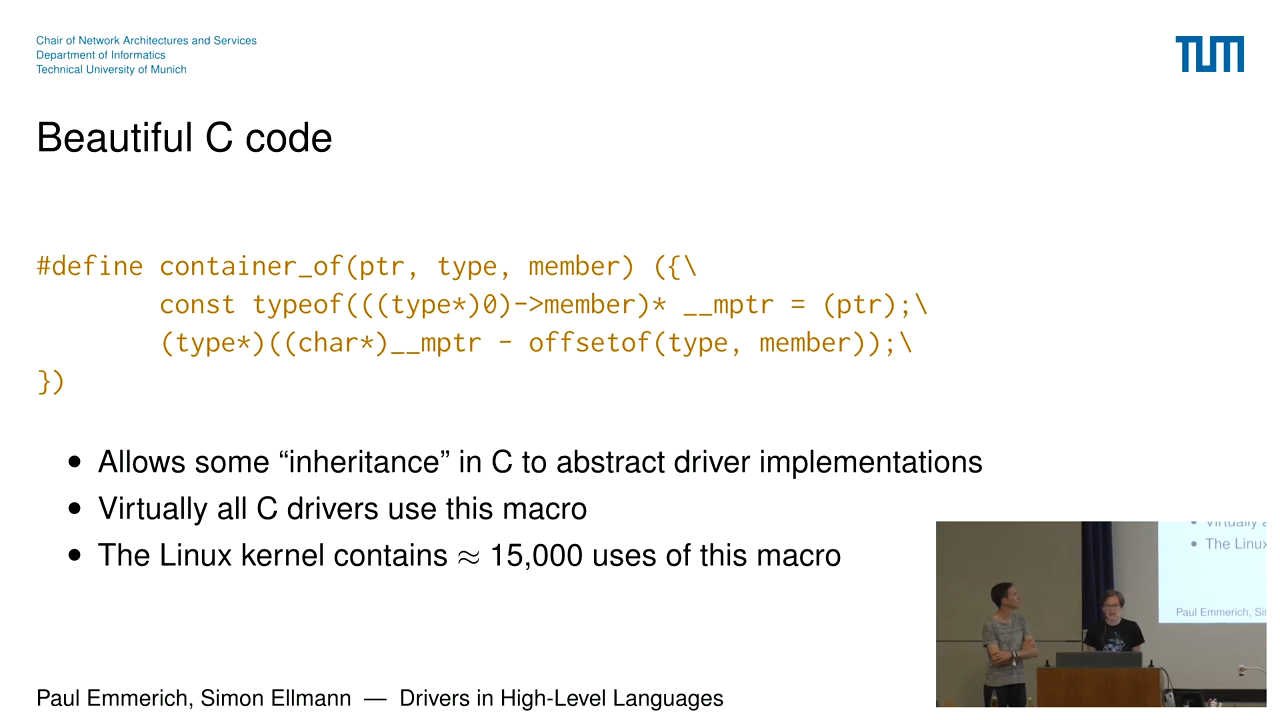 Chair of Network Architectures and Services
Department of Informatics
Technical University of Munich
TUM
Beautiful C code
#define container_of(ptr, type, member) ({\
        const typeof(((type*)0)->member)* __mptr = (ptr);\
        (type*)((char*)__mptr - offsetof(type, member));\
})
• Allows some “inheritance” in C to abstract driver implementations
• Virtually all C drivers use this macro
• The Linux kernel contains ≈ 15,000 uses of this macro
• Virtually
• The Linux
Paul Emmerich,
Paul Emmerich, Simon Ellmann — Drivers in High-Level Languages